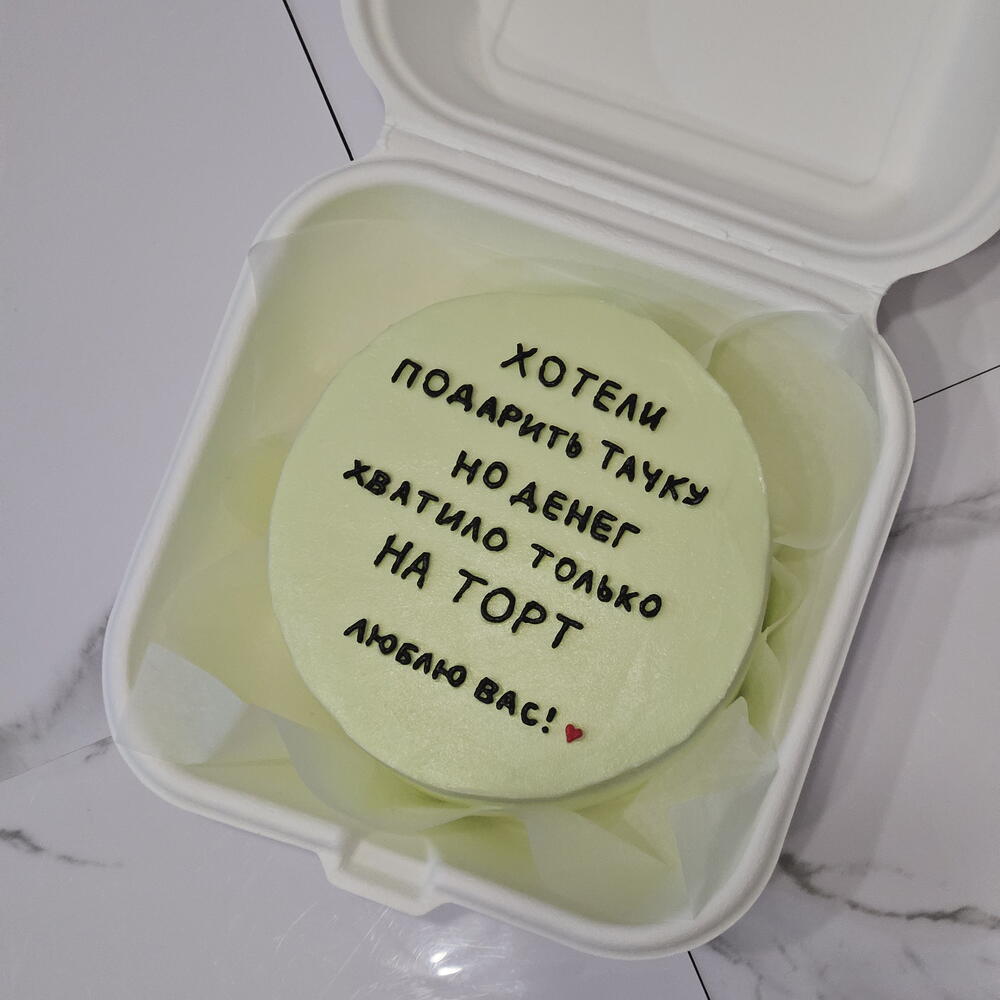 ХОТЕЛИ
ПОДАРИТЬ ТАЧКУ
НО ДЕНЕГ
ХВАТИЛО ТОЛЬКО
НА ТОРТ
ЛЮБЛЮ ВАС!